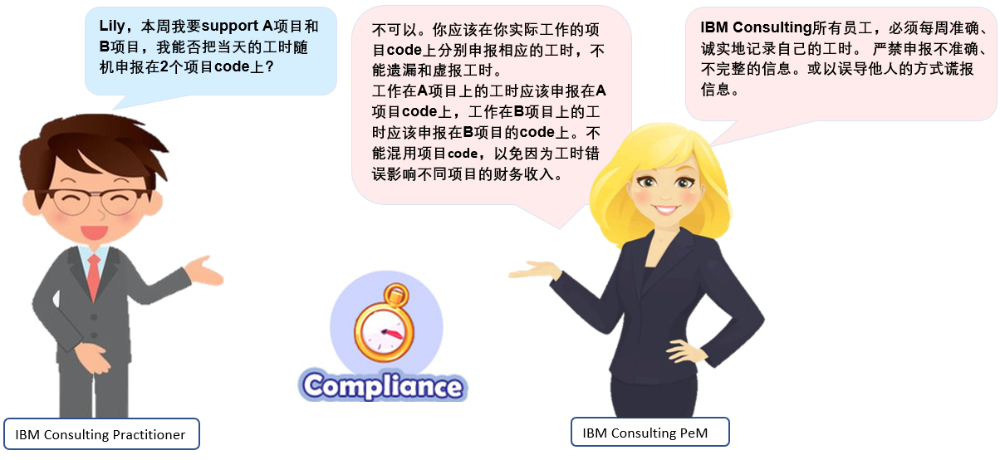 Lily，本周我要support A项目和
B项目，我能否把当天的工时随
机申报在2个项目code上？
不可以。你应该在你实际工作的项
目code上分别申报相应的工时，不
能遗漏和虚报工时。
工作在A项目上的工时应该申报在A
项目code上，工作在B项目上的工
时应该申报在B项目的code上。不
能混用项目code，以免因为工时错
误影响不同项目的财务收入。
IBM Consulting所有员工，必须每周准确、
诚实地记录自己的工时。 严禁申报不准确、
不完整的信息。或以误导他人的方式谎报
信息。
Compliance
IBM Consulting Practitioner
IBM Consulting PeM